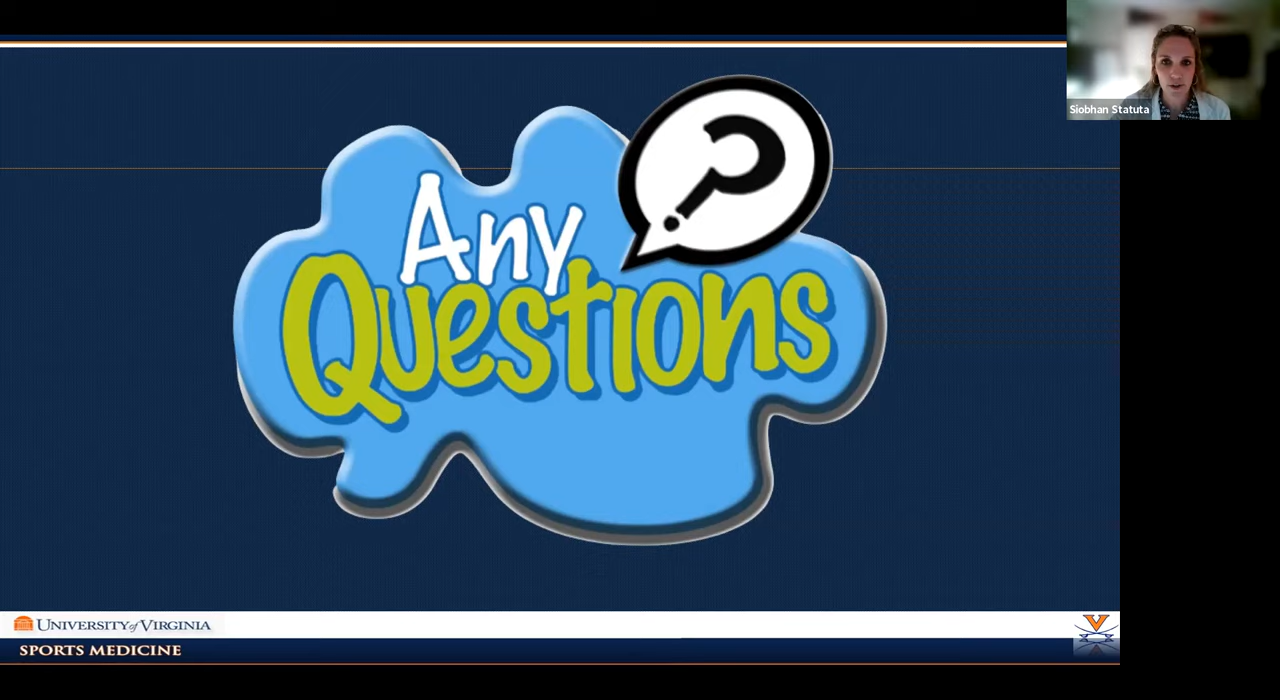 Siobhan Statuta
Any
?
Questions
UNIVERSITY of VIRGINIA
SPORTS MEDICINE